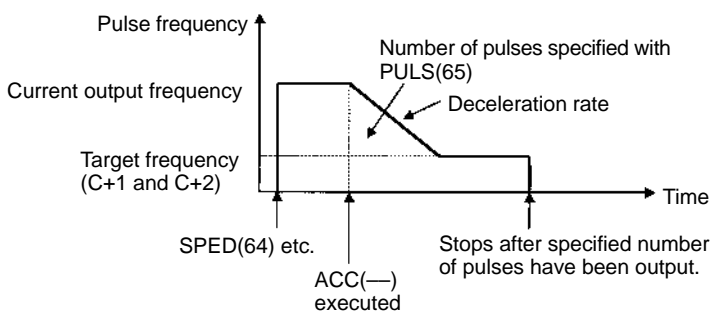 Pulse frequency
Number of pulses specified with
PULS(65)
Current output frequency
Deceleration rate
Target frequency
(C+1 and C+2)
Time
SPED(64) etc.
Stops after specified number
of pulses have been output.
ACC(—)
executed